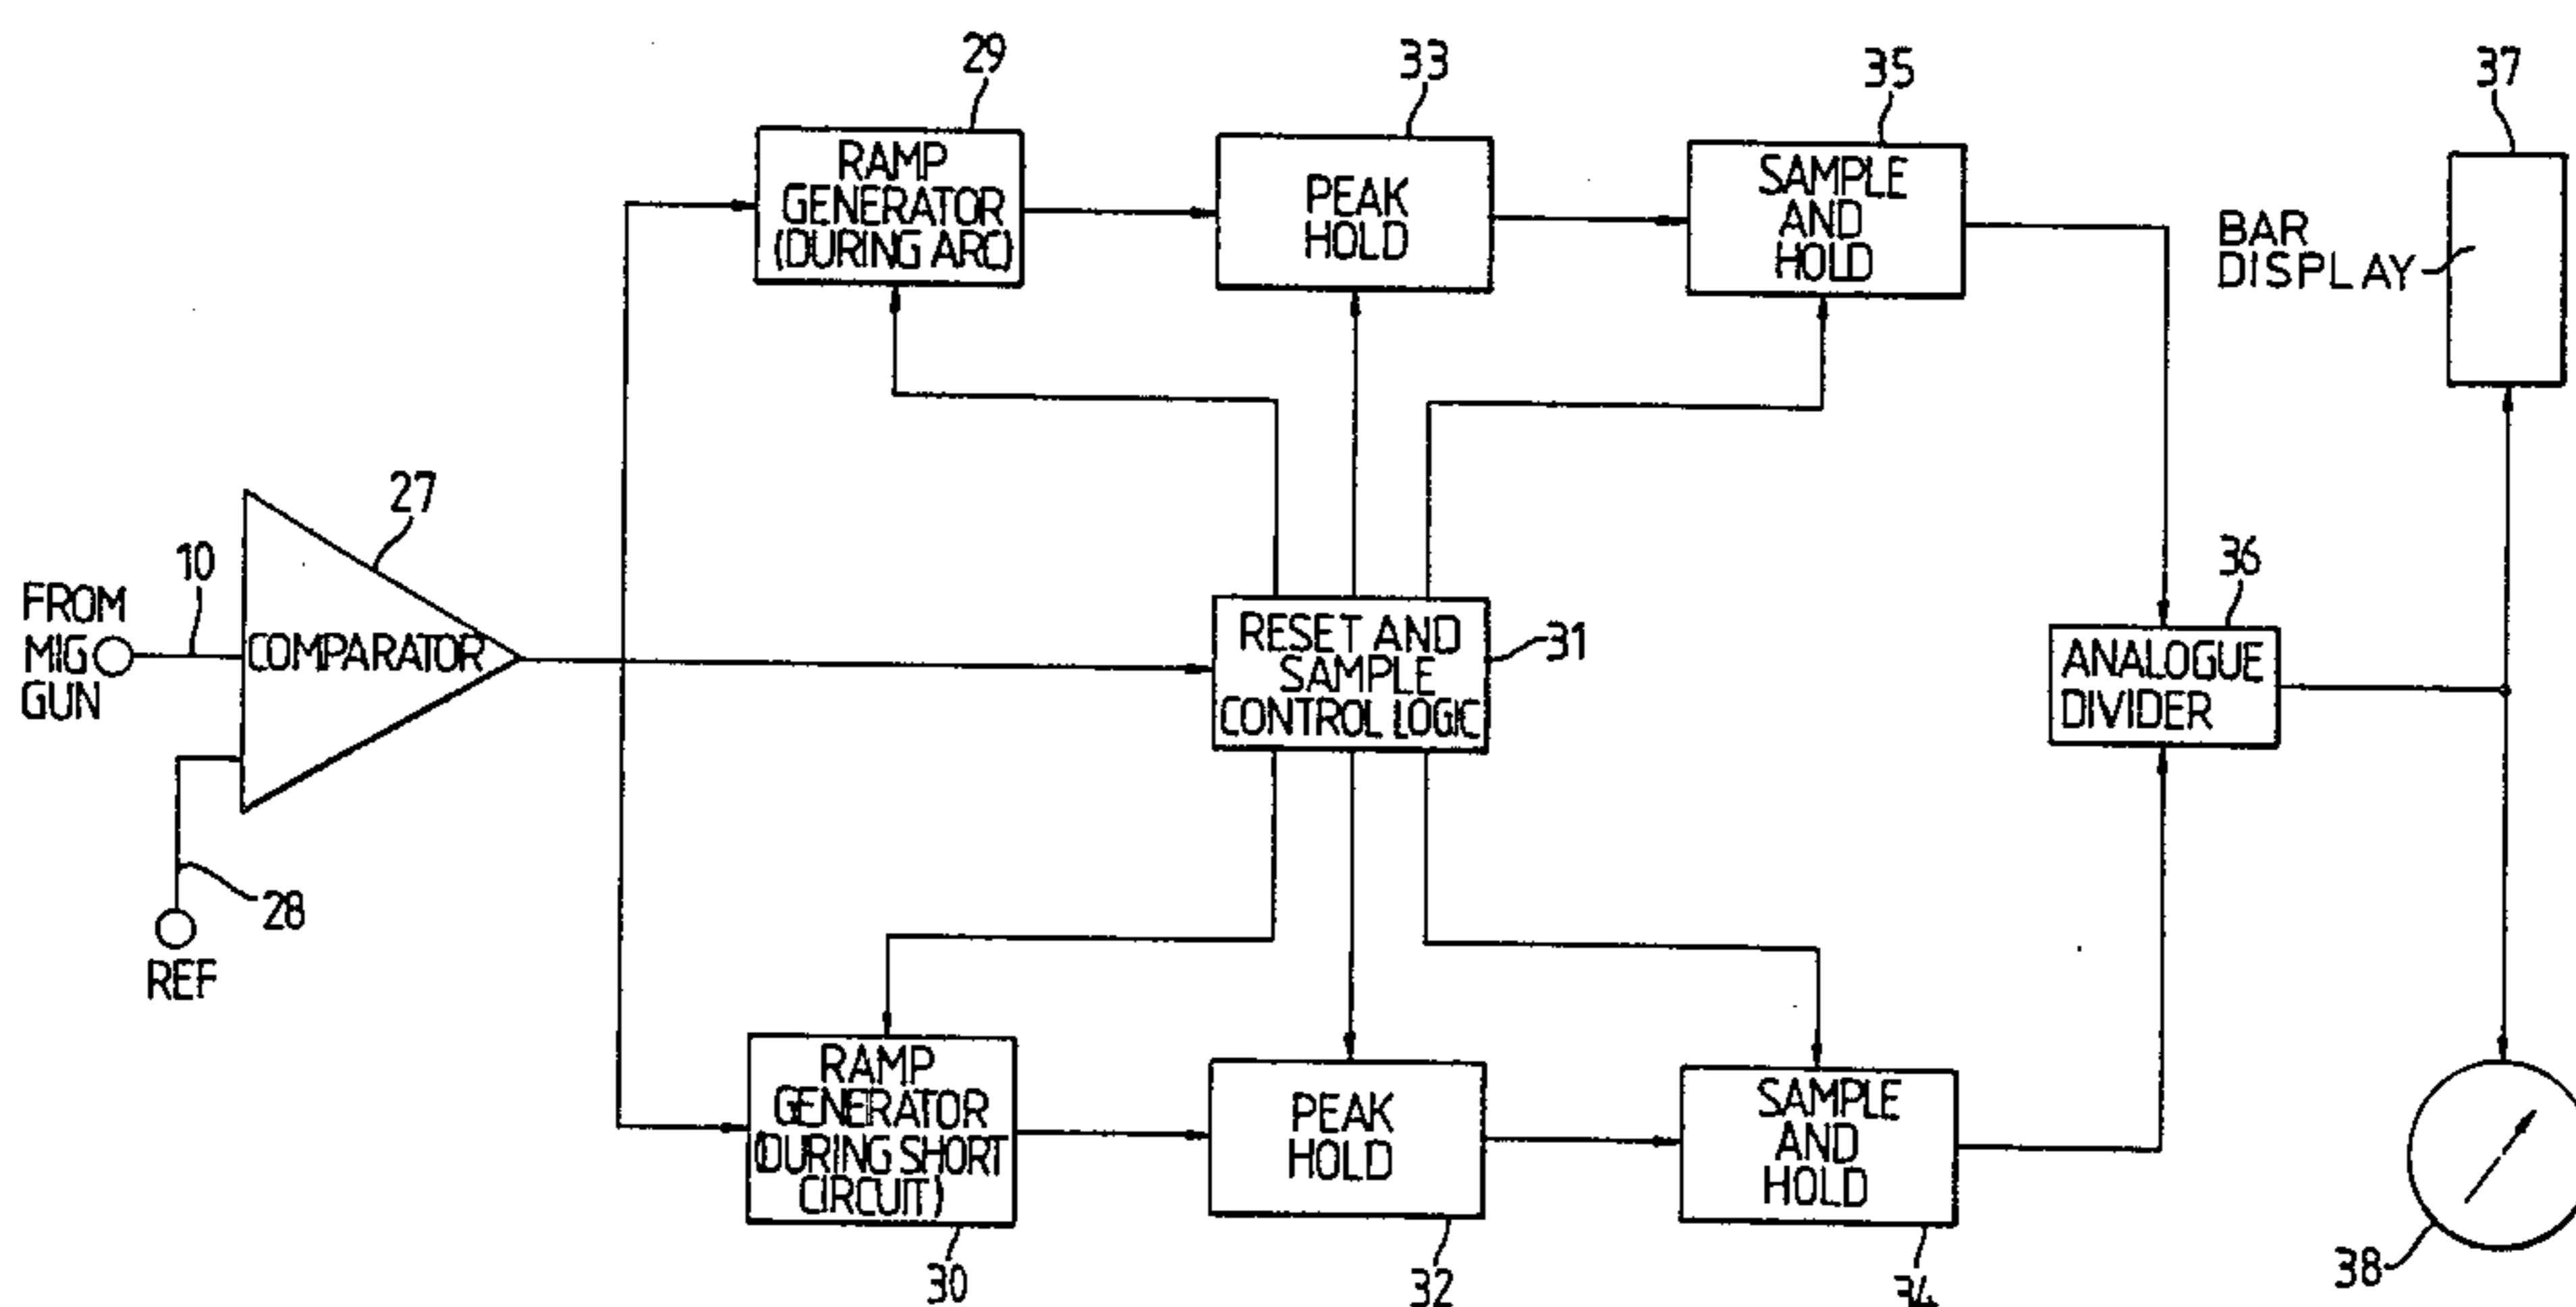 29
33
35
37
RAMP
GENERATOR
(DURING ARC)
PEAK
HOLD
SAMPLE
AND
HOLD
BAR
DISPLAY
27
10
FROM
MIG
GUN
COMPARATOR
28
REF
RESET AND
SAMPLE
CONTROL LOGIC
31
36
ANALOGUE
DIVIDER
RAMP
GENERATOR
(DURING SHORT
CIRCUIT)
PEAK
HOLD
SAMPLE
AND
HOLD
30
32
34
38